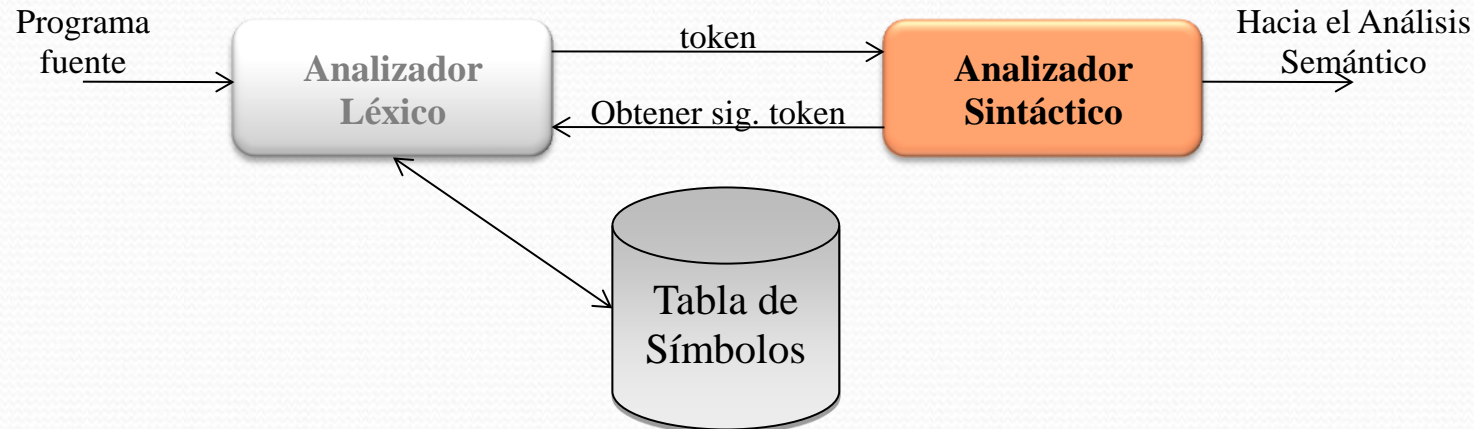 Programa
fuente
Analizador
Léxico
token
Obtener sig. token
Analizador
Sintáctico
Hacia el Análisis
Semántico
Tabla de
Símbolos